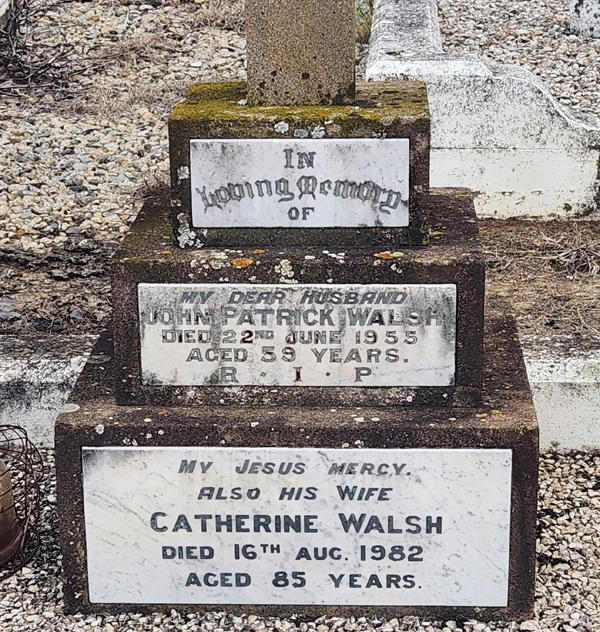 IN
Loving Memory
OF
MY DEAR HUSBAND
JOHN PATRICK WALSH
DIED 22ND JUNE 1955
AGED 59 YEARS.
R · I · P
MY JESUS MERCY.
ALSO HIS WIFE
CATHERINE WALSH
DIED 16TH AUG. 1982
AGED 85 YEARS.